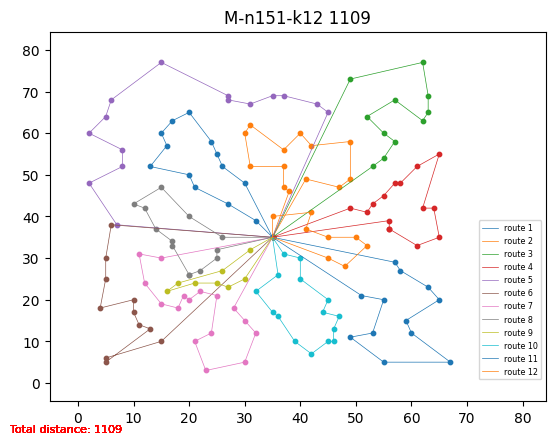 M-n151-k12 1109
80
70
60
50
40
30
20
10
0
0 10 20 30 40 50 60 70 80
route 1
route 2
route 3
route 4
route 5
route 6
route 7
route 8
route 9
route 10
route 11
route 12
Total distance: 1109